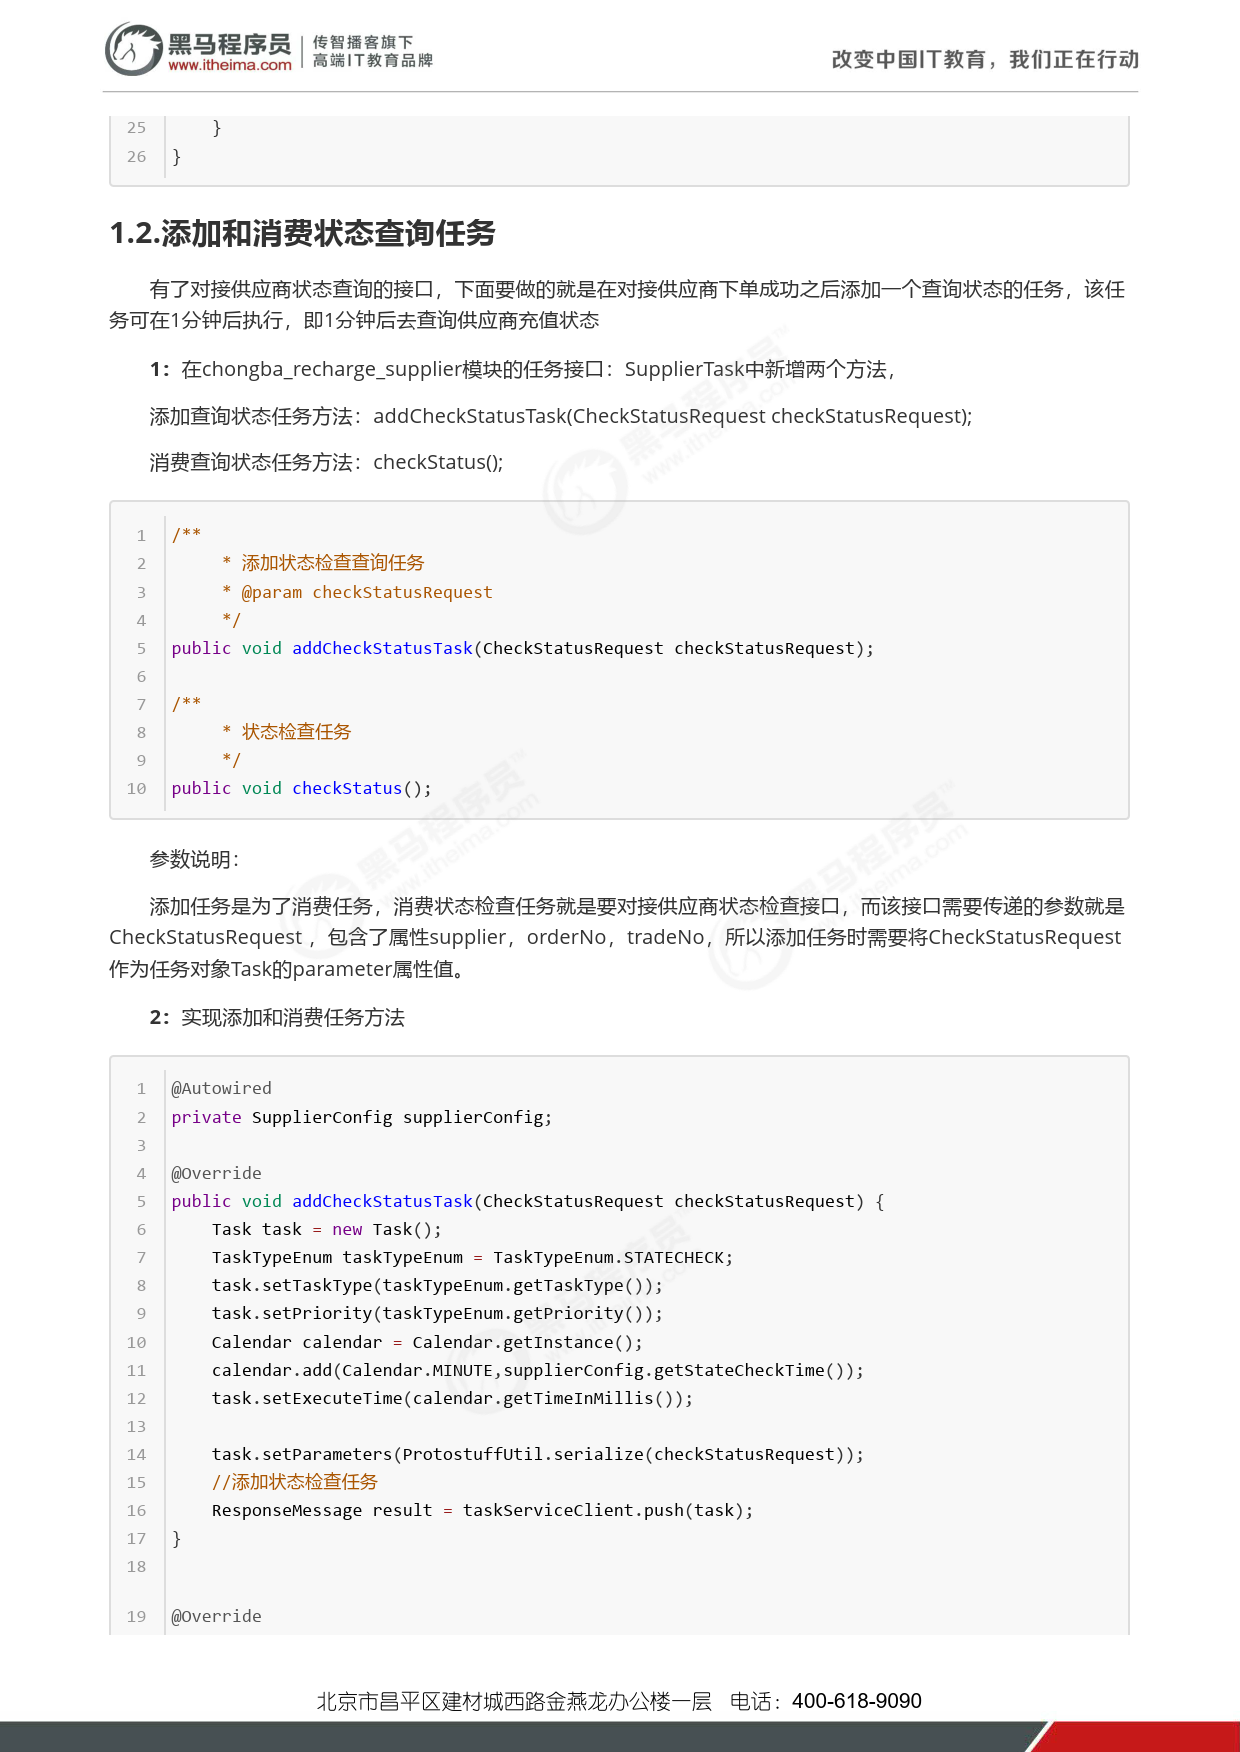 黑马程序员
www.itheima.com
传智播客旗下
高端IT教育品牌
改变中国IT教育，我们正在行动
25     }
26 }
1.2.添加和消费状态查询任务
有了对接供应商状态查询的接口，下面要做的就是在对接供应商下单成功之后添加一个查询状态的任务，该任
务可在1分钟后执行，即1分钟后去查询供应商充值状态
1：在chongba_recharge_supplier模块的任务接口：SupplierTask中新增两个方法，
添加查询状态任务方法：addCheckStatusTask(CheckStatusRequest checkStatusRequest);
消费查询状态任务方法：checkStatus();
1 /**
2      * 添加状态检查查询任务
3      * @param checkStatusRequest
4      */
5 public void addCheckStatusTask(CheckStatusRequest checkStatusRequest);
6
7 /**
8      * 状态检查任务
9      */
10 public void checkStatus();
参数说明：
添加任务是为了消费任务，消费状态检查任务就是要对接供应商状态检查接口，而该接口需要传递的参数就是
CheckStatusRequest ，包含了属性supplier，orderNo，tradeNo，所以添加任务时需要将CheckStatusRequest
作为任务对象Task的parameter属性值。
2：实现添加和消费任务方法
1 @Autowired
2 private SupplierConfig supplierConfig;
3
4 @Override
5 public void addCheckStatusTask(CheckStatusRequest checkStatusRequest) {
6     Task task = new Task();
7     TaskTypeEnum taskTypeEnum = TaskTypeEnum.STATECHECK;
8     task.setTaskType(taskTypeEnum.getTaskType());
9     task.setPriority(taskTypeEnum.getPriority());
10     Calendar calendar = Calendar.getInstance();
11     calendar.add(Calendar.MINUTE,supplierConfig.getStateCheckTime());
12     task.setExecuteTime(calendar.getTimeInMillis());
13
14     task.setParameters(ProtostuffUtil.serialize(checkStatusRequest));
15     //添加状态检查任务
16     ResponseMessage result = taskServiceClient.push(task);
17 }
18
19 @Override
北京市昌平区建材城西路金燕龙办公楼一层 电话：400-618-9090